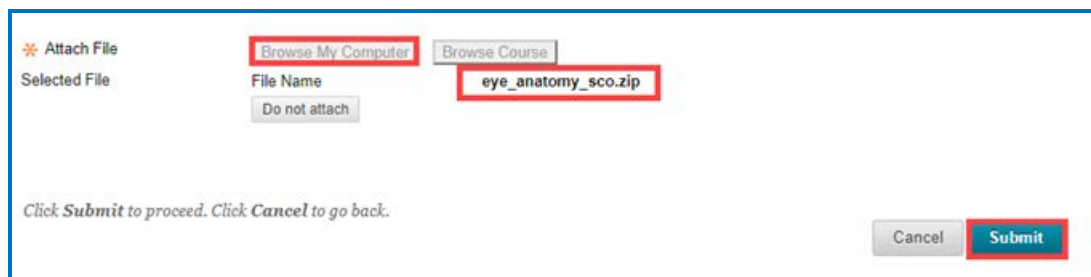 Attach File Browse My Computer Browse Course
Selected File File Name eye_anatomy_sco.zip
Do not attach
Click Submit to proceed. Click Cancel to go back.
Cancel Submit